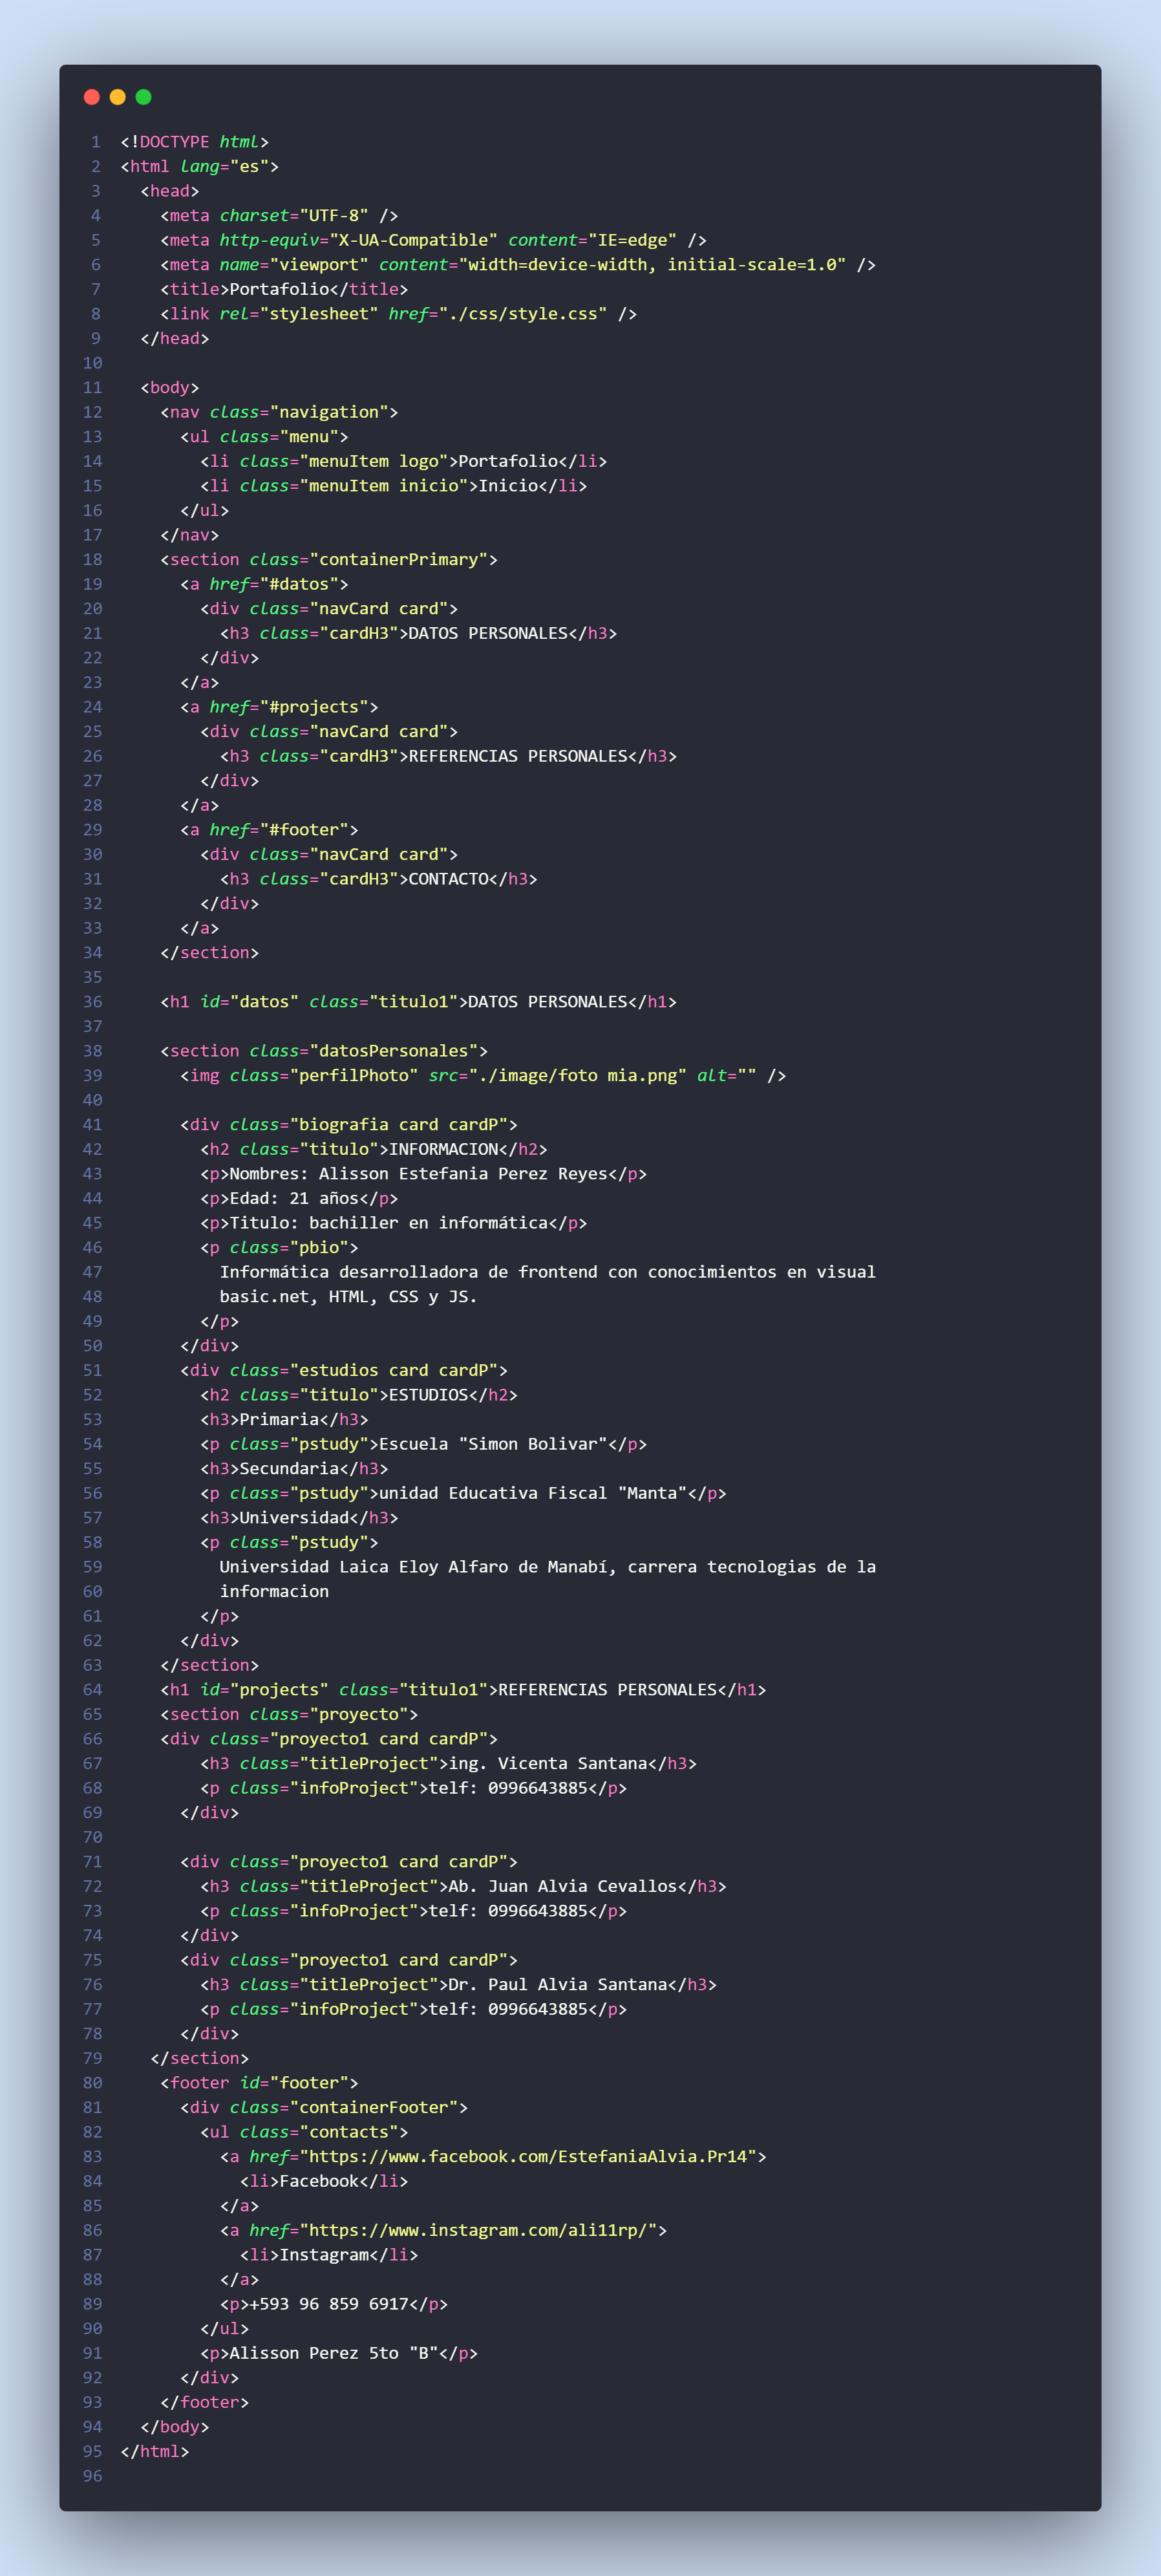 1 <!DOCTYPE html>
2 <html lang="es">
3   <head>
4     <meta charset="UTF-8" />
5     <meta http-equiv="X-UA-Compatible" content="IE=edge" />
6     <meta name="viewport" content="width=device-width, initial-scale=1.0" />
7     <title>Portafolio</title>
8     <link rel="stylesheet" href="./css/style.css" />
9   </head>
10
11   <body>
12     <nav class="navigation">
13       <ul class="menu">
14         <li class="menuItem logo">Portafolio</li>
15         <li class="menuItem inicio">Inicio</li>
16       </ul>
17     </nav>
18     <section class="containerPrimary">
19       <a href="#datos">
20         <div class="navCard card">
21           <h3 class="cardH3">DATOS PERSONALES</h3>
22         </div>
23       </a>
24       <a href="#projects">
25         <div class="navCard card">
26           <h3 class="cardH3">REFERENCIAS PERSONALES</h3>
27         </div>
28       </a>
29       <a href="#footer">
30         <div class="navCard card">
31           <h3 class="cardH3">CONTACTO</h3>
32         </div>
33       </a>
34     </section>
35
36     <h1 id="datos" class="titulo1">DATOS PERSONALES</h1>
37
38     <section class="datosPersonales">
39       <img class="perfilPhoto" src="./image/foto mia.png" alt="" />
40
41       <div class="biografia card cardP">
42         <h2 class="titulo">INFORMACION</h2>
43         <p>Nombres: Alisson Estefania Perez Reyes</p>
44         <p>Edad: 21 años</p>
45         <p>Titulo: bachiller en informática</p>
46         <p class="pbio">
47           Informática desarrolladora de frontend con conocimientos en visual
48           basic.net, HTML, CSS y JS.
49         </p>
50       </div>
51       <div class="estudios card cardP">
52         <h2 class="titulo">ESTUDIOS</h2>
53         <h3>Primaria</h3>
54         <p class="pstudy">Escuela "Simon Bolivar"</p>
55         <h3>Secundaria</h3>
56         <p class="pstudy">unidad Educativa Fiscal "Manta"</p>
57         <h3>Universidad</h3>
58         <p class="pstudy">
59           Universidad Laica Eloy Alfaro de Manabí, carrera tecnologias de la
60           informacion
61         </p>
62       </div>
63     </section>
64     <h1 id="projects" class="titulo1">REFERENCIAS PERSONALES</h1>
65     <section class="proyecto">
66     <div class="proyecto1 card cardP">
67         <h3 class="titleProject">ing. Vicenta Santana</h3>
68         <p class="infoProject">telf: 0996643885</p>
69       </div>
70
71       <div class="proyecto1 card cardP">
72         <h3 class="titleProject">Ab. Juan Alvia Cevallos</h3>
73         <p class="infoProject">telf: 0996643885</p>
74       </div>
75       <div class="proyecto1 card cardP">
76         <h3 class="titleProject">Dr. Paul Alvia Santana</h3>
77         <p class="infoProject">telf: 0996643885</p>
78       </div>
79    </section>
80     <footer id="footer">
81       <div class="containerFooter">
82         <ul class="contacts">
83           <a href="https://www.facebook.com/EstefaniaAlvia.Pr14">
84             <li>Facebook</li>
85           </a>
86           <a href="https://www.instagram.com/ali11rp/">
87             <li>Instagram</li>
88           </a>
89           <p>+593 96 859 6917</p>
90         </ul>
91         <p>Alisson Perez 5to "B"</p>
92       </div>
93     </footer>
94   </body>
95 </html>
96